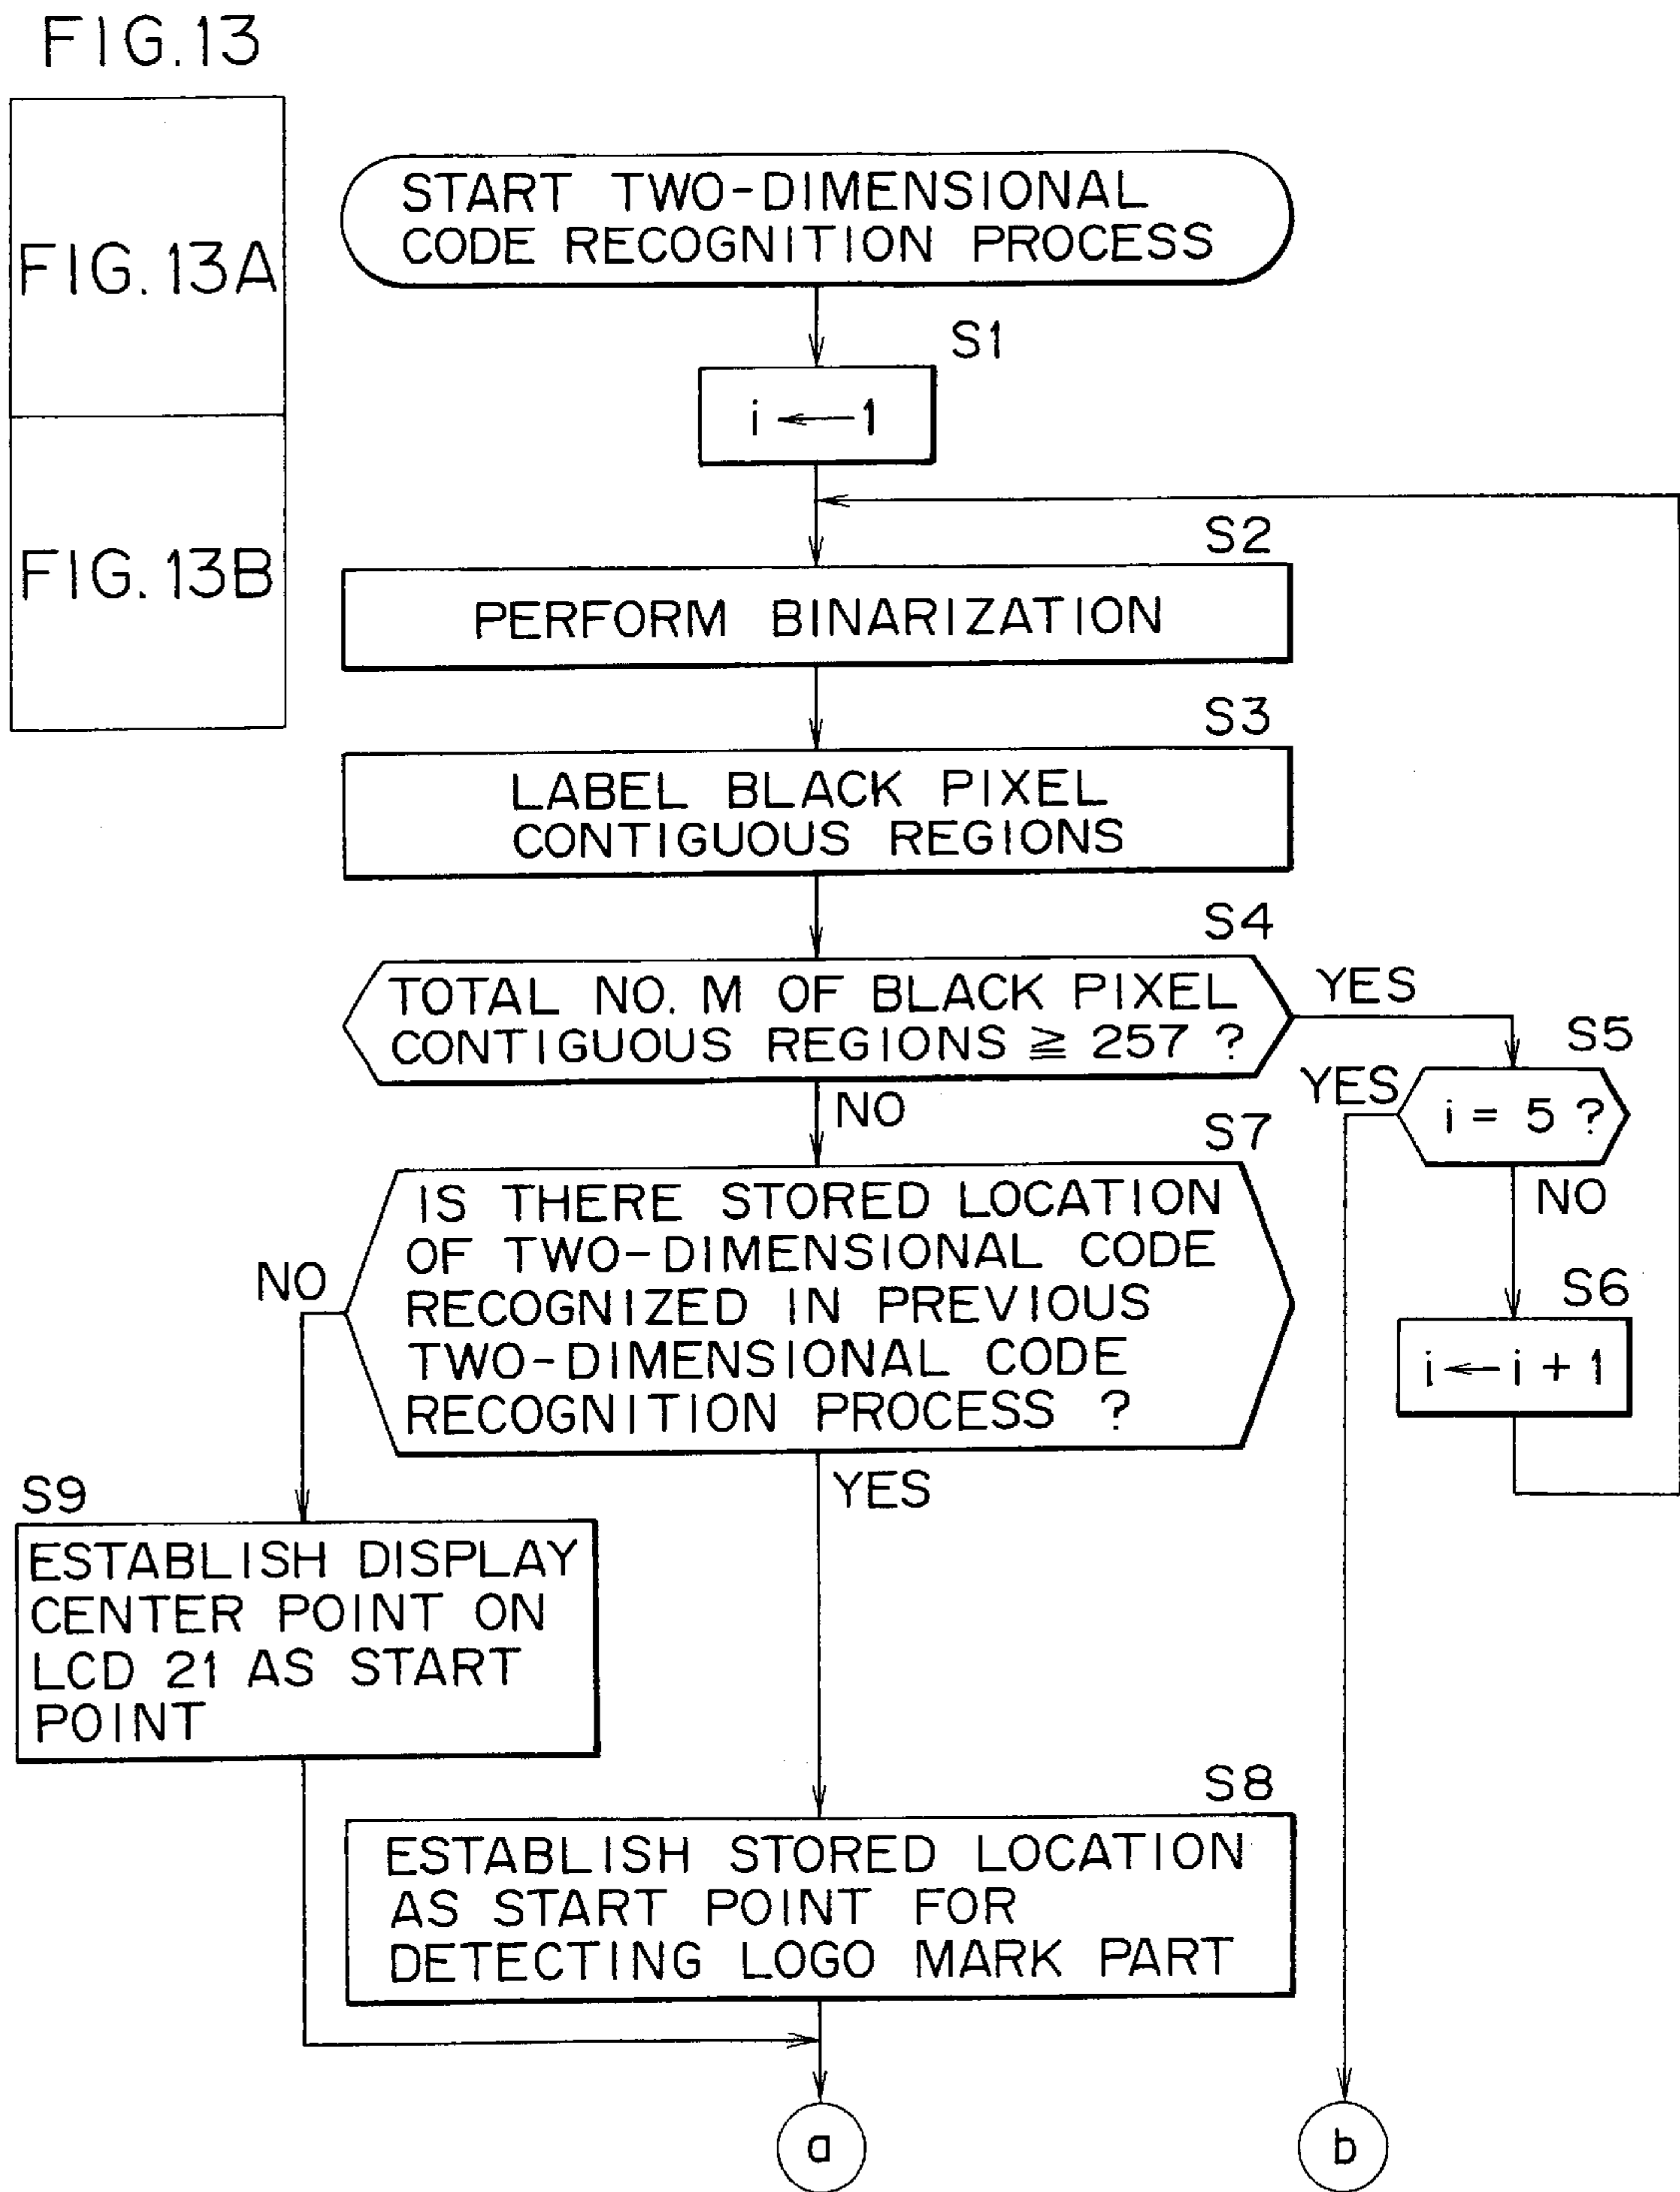 FIG.13
FIG.13A
FIG.13B
START TWO-DIMENSIONAL
CODE RECOGNITION PROCESS
S1
i ← 1
S2
PERFORM BINARIZATION
S3
LABEL BLACK PIXEL
CONTIGUOUS REGIONS
S4
TOTAL NO. M OF BLACK PIXEL
CONTIGUOUS REGIONS ≧ 257 ?
YES
NO
S5
i = 5 ?
YES
NO
S6
i ← i + 1
S7
IS THERE STORED LOCATION
OF TWO-DIMENSIONAL CODE
RECOGNIZED IN PREVIOUS
TWO-DIMENSIONAL CODE
RECOGNITION PROCESS ?
NO
YES
S9
ESTABLISH DISPLAY
CENTER POINT ON
LCD 21 AS START
POINT
S8
ESTABLISH STORED LOCATION
AS START POINT FOR
DETECTING LOGO MARK PART
a
b